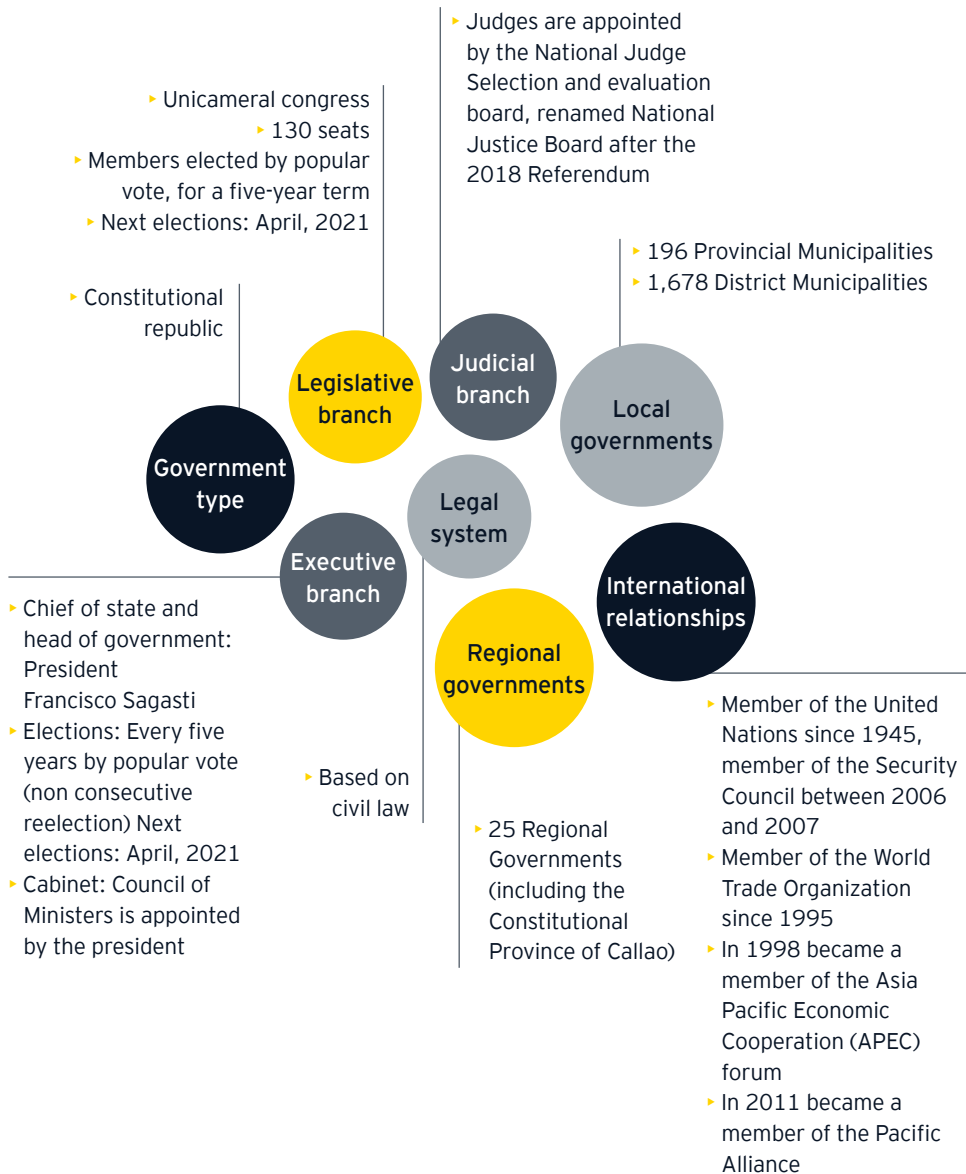 ▸ Judges are appointed
by the National Judge
Selection and evaluation
board, renamed National
Justice Board after the
2018 Referendum
▸ Unicameral congress
▸ 130 seats
▸ Members elected by popular
vote, for a five-year term
▸ Next elections: April, 2021
▸ 196 Provincial Municipalities
▸ 1,678 District Municipalities
▸ Constitutional
republic
Legislative
branch
Judicial
branch
Local
governments
Government
type
Legal
system
Executive
branch
International
relationships
Regional
governments
▸ Chief of state and
head of government:
President
Francisco Sagasti
▸ Elections: Every five
years by popular vote
(non consecutive
reelection) Next
elections: April, 2021
▸ Cabinet: Council of
Ministers is appointed
by the president
▸ Based on
civil law
▸ 25 Regional
Governments
(including the
Constitutional
Province of Callao)
▸ Member of the United
Nations since 1945,
member of the Security
Council between 2006
and 2007
▸ Member of the World
Trade Organization
since 1995
▸ In 1998 became a
member of the Asia
Pacific Economic
Cooperation (APEC)
forum
▸ In 2011 became a
member of the Pacific
Alliance